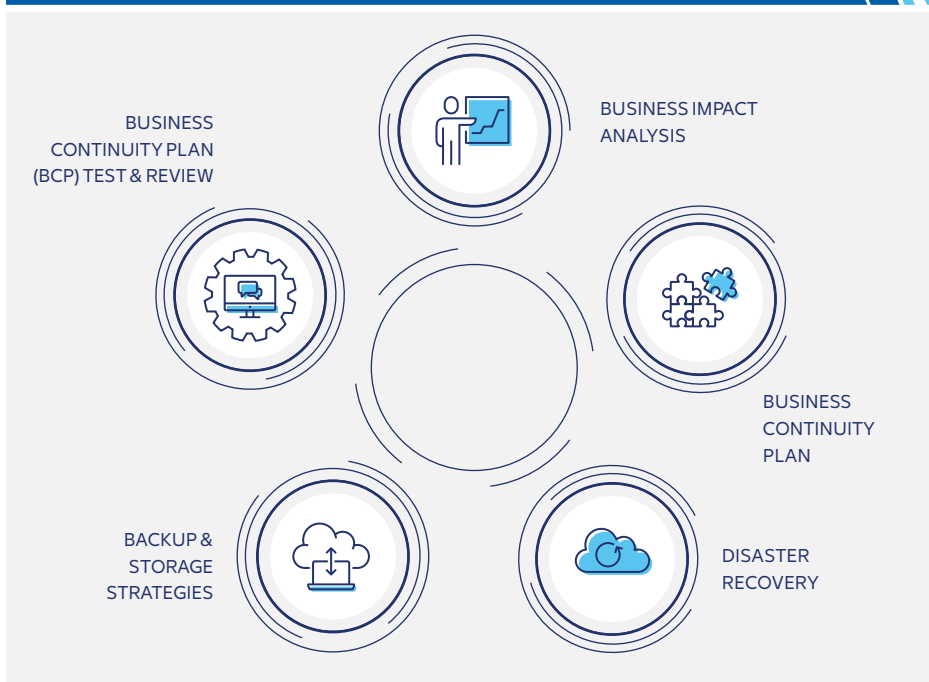 BUSINESS IMPACT
ANALYSIS
BUSINESS
CONTINUITY PLAN
(BCP) TEST & REVIEW
BUSINESS
CONTINUITY
PLAN
BACKUP &
STORAGE
STRATEGIES
DISASTER
RECOVERY